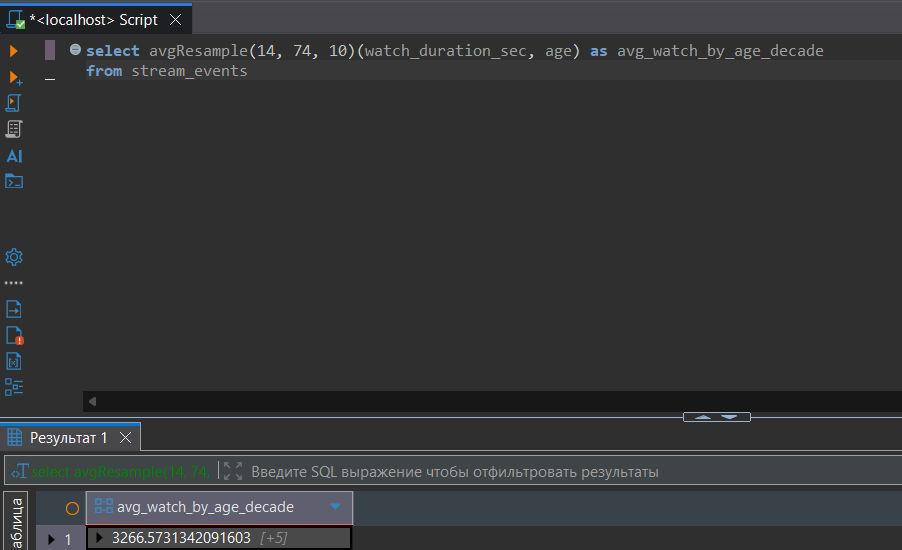 *<localhost> Script
select avgResample(14, 74, 10)(watch_duration_sec, age) as avg_watch_by_age_decade
from stream_events
AI
Результат 1
select avgResample(14, 74,
Введите SQL выражение чтобы отфильтровать результаты
аблица
avg_watch_by_age_decade
1
3266.5731342091603 [+5]